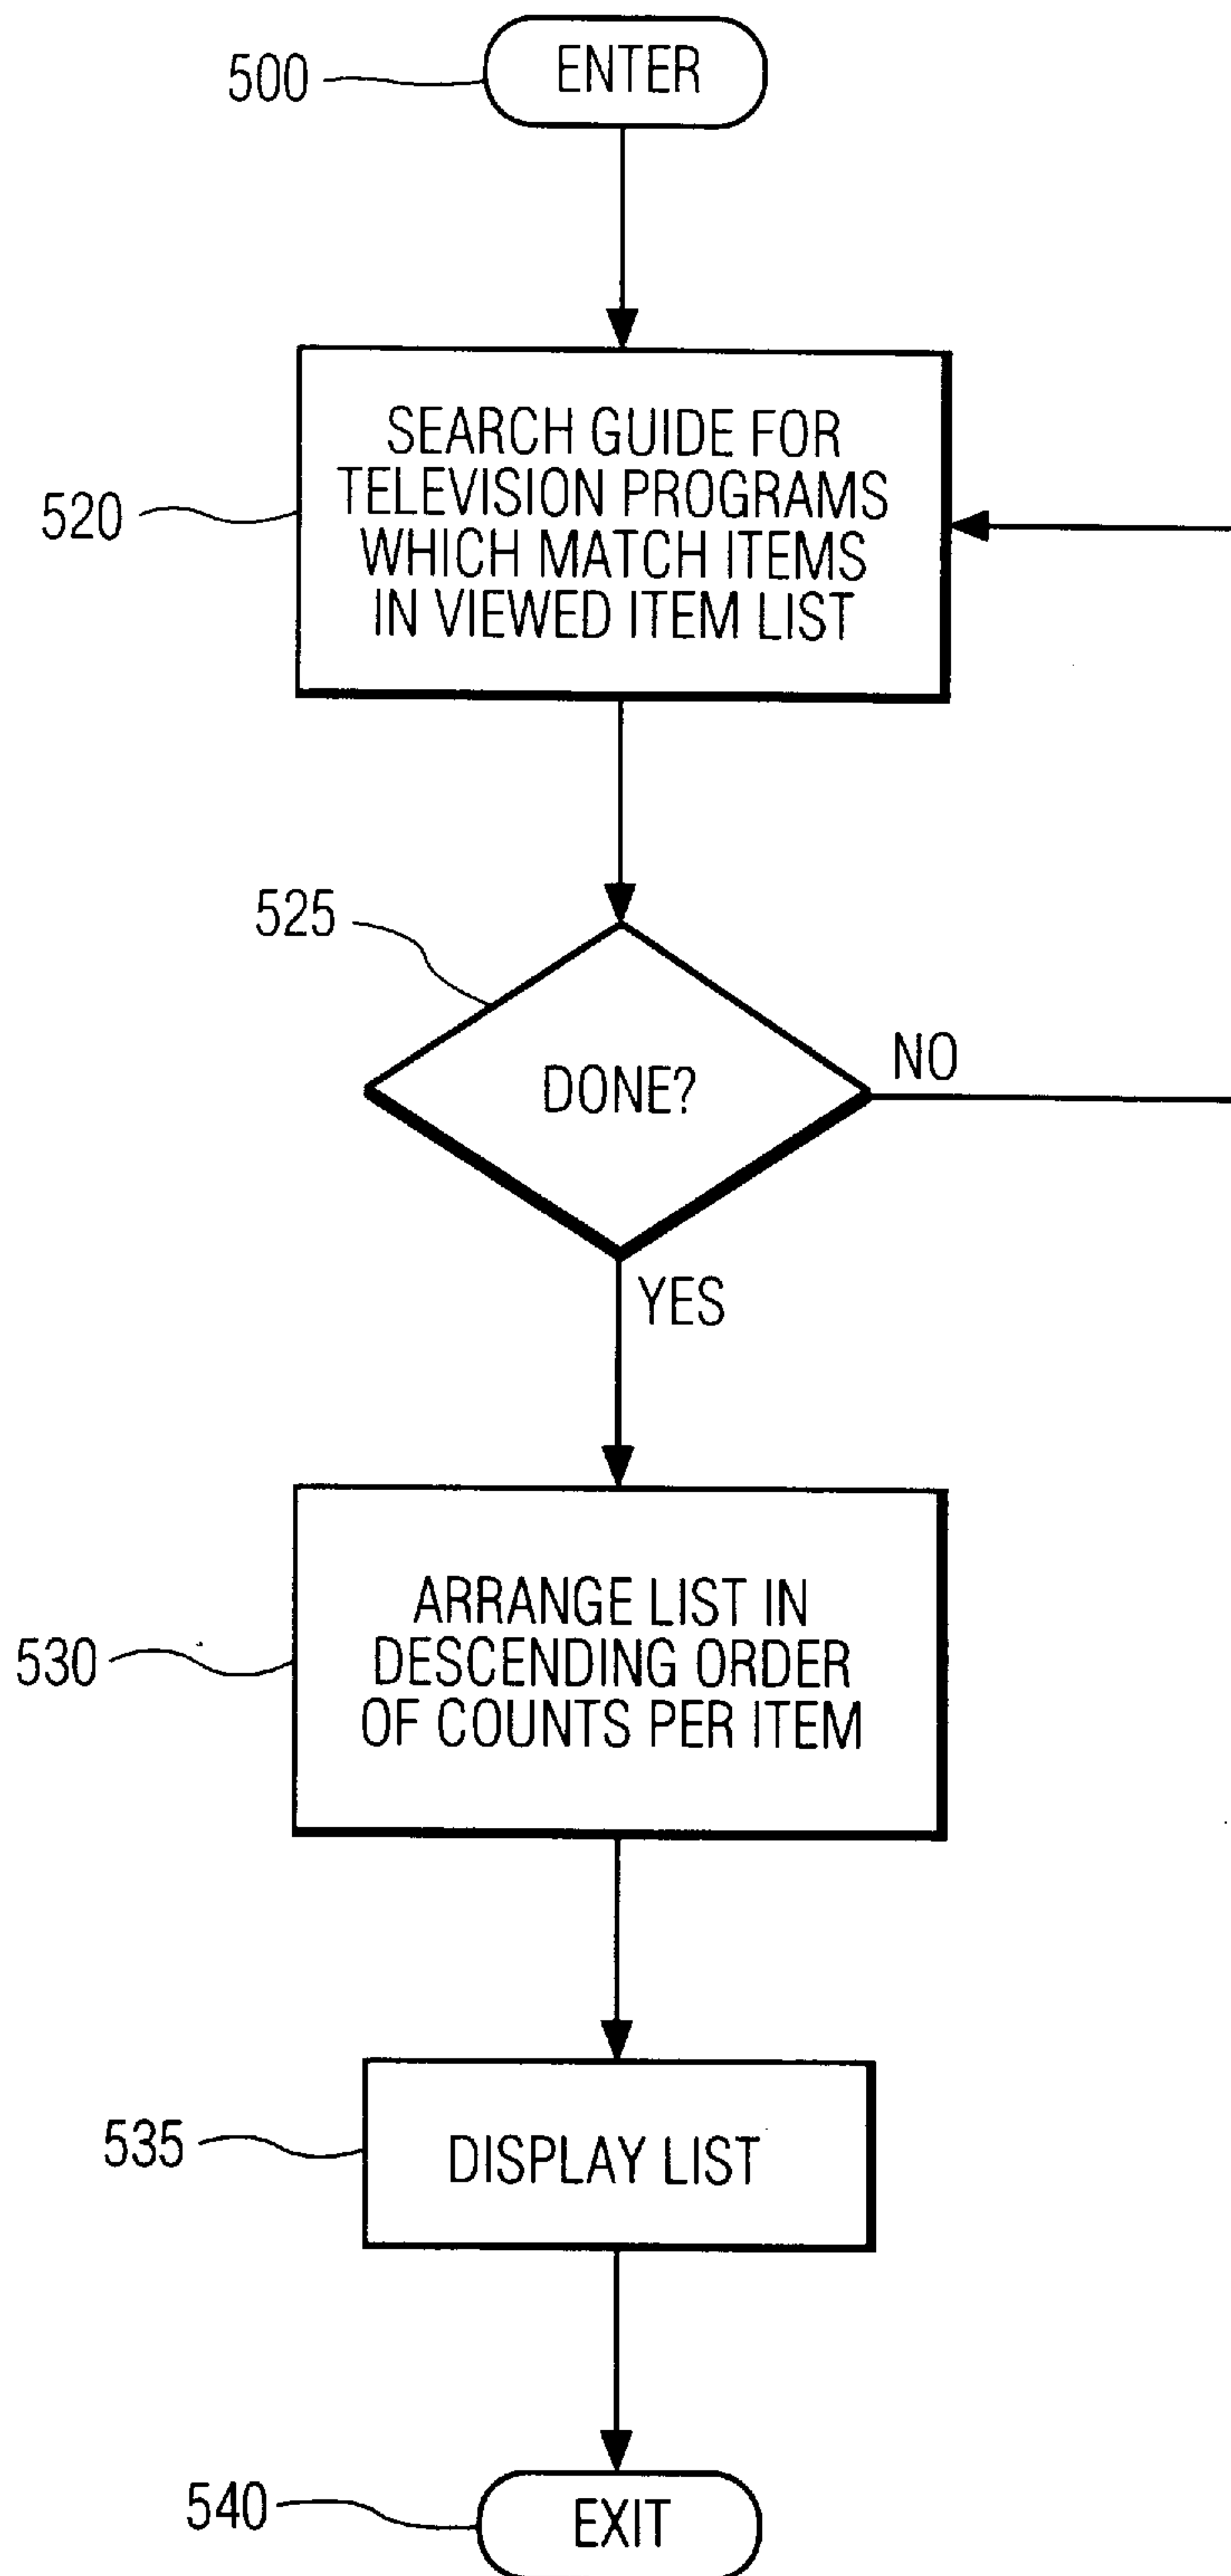 500
ENTER
520
SEARCH GUIDE FOR
TELEVISION PROGRAMS
WHICH MATCH ITEMS
IN VIEWED ITEM LIST
525
DONE?
NO
YES
530
ARRANGE LIST IN
DESCENDING ORDER
OF COUNTS PER ITEM
535
DISPLAY LIST
540
EXIT